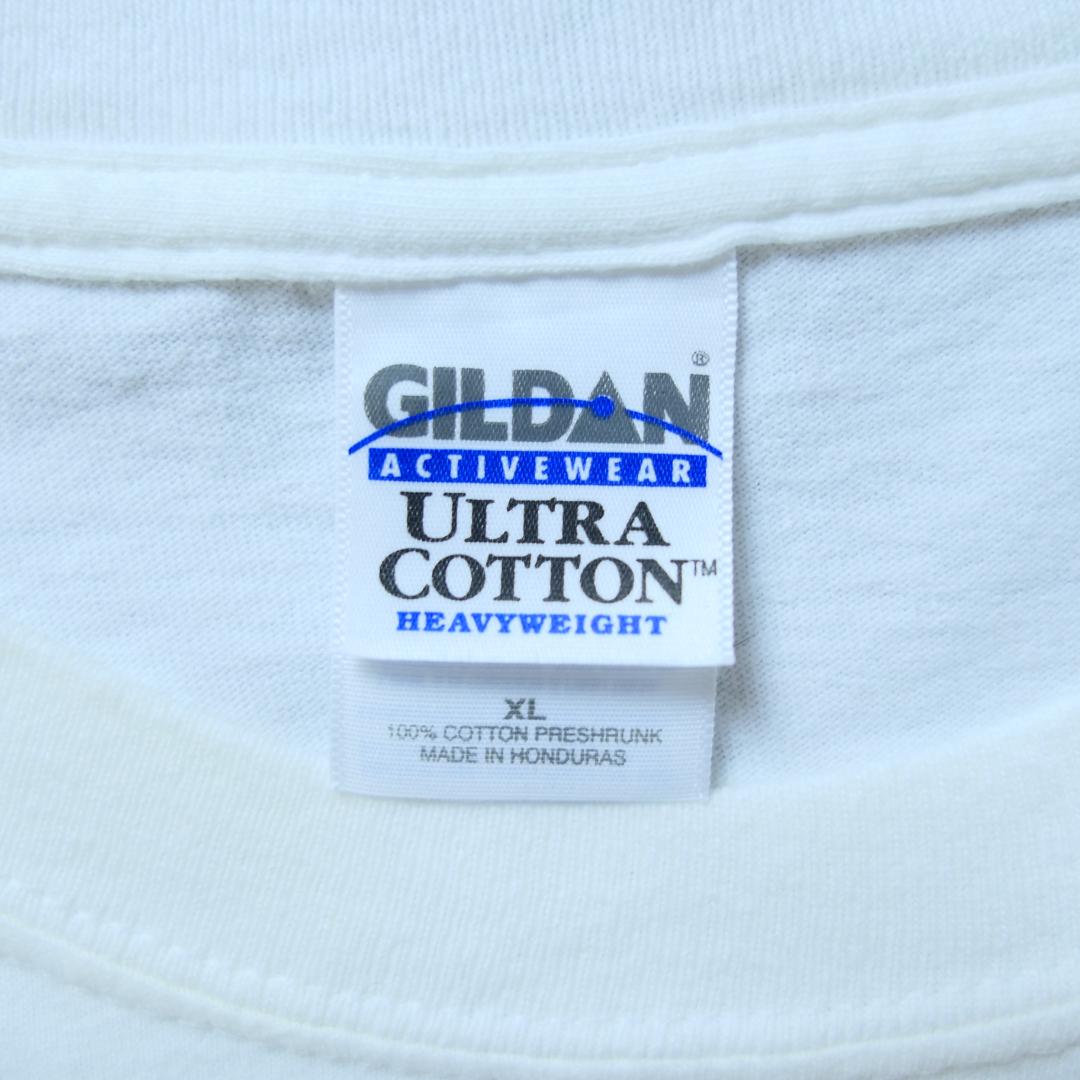 GILDAN®
ACTIVEWEAR
ULTRA
COTTON™
HEAVYWEIGHT
XL
100% COTTON PRESHRUNK
MADE IN HONDURAS